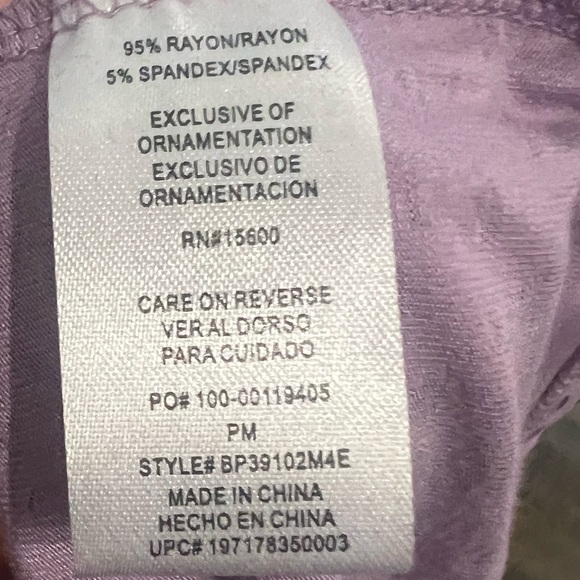 95% RAYON/RAYON
5% SPANDEX/SPANDEX
EXCLUSIVE OF
ORNAMENTATION
EXCLUSIVO DE
ORNAMENTACION
RN#15600
CARE ON REVERSE
VER AL DORSO
PARA CUIDADO
PO# 100-00119405
PM
STYLE# BP39102M4E
MADE IN CHINA
HECHO EN CHINA
UPC# 197178350003